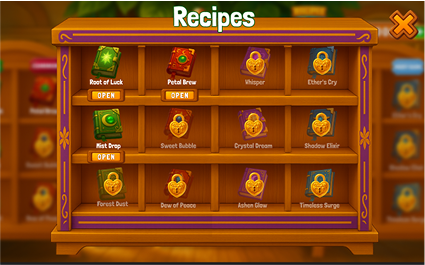 Recipes
Root of Luck
Petal Brew
Whisper
Ether's Cry
OPEN
OPEN
Mist Drop
Sweet Bubble
Crystal Dream
Shadow Elixir
OPEN
Forest Dust
Dew of Peace
Ashen Glow
Timeless Surge